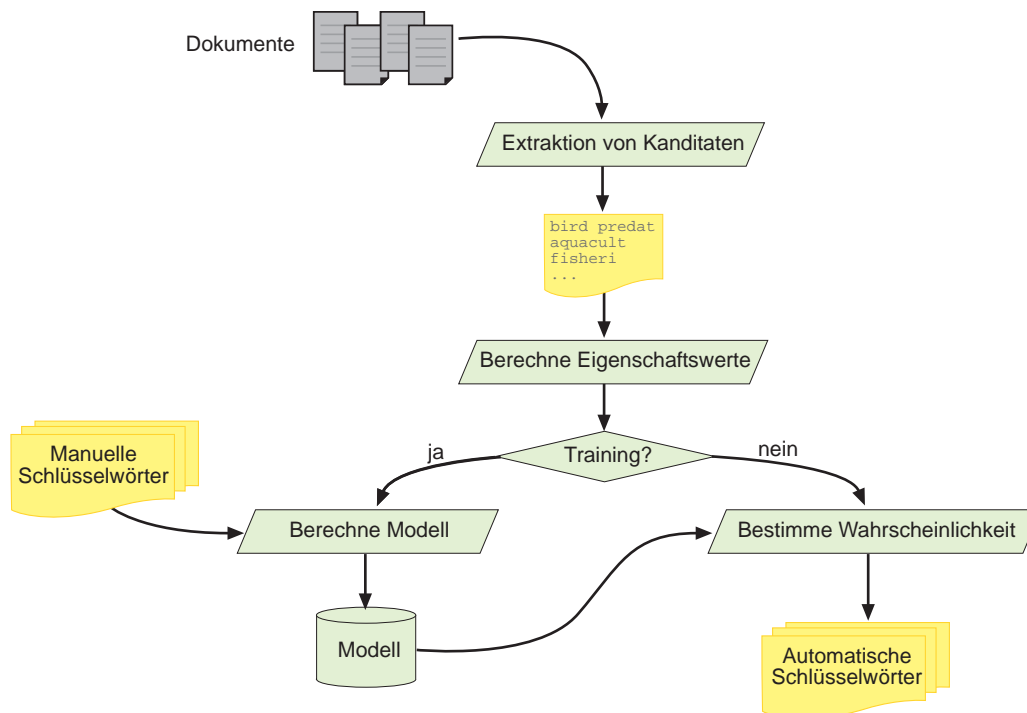 Dokumente
Extraktion von Kanditaten
bird predat
aquacult
fisheri
...
Berechne Eigenschaftswerte
Training?
ja
nein
Manuelle
Schlüsselwörter
Berechne Modell
Bestimme Wahrscheinlichkeit
Modell
Automatische
Schlüsselwörter